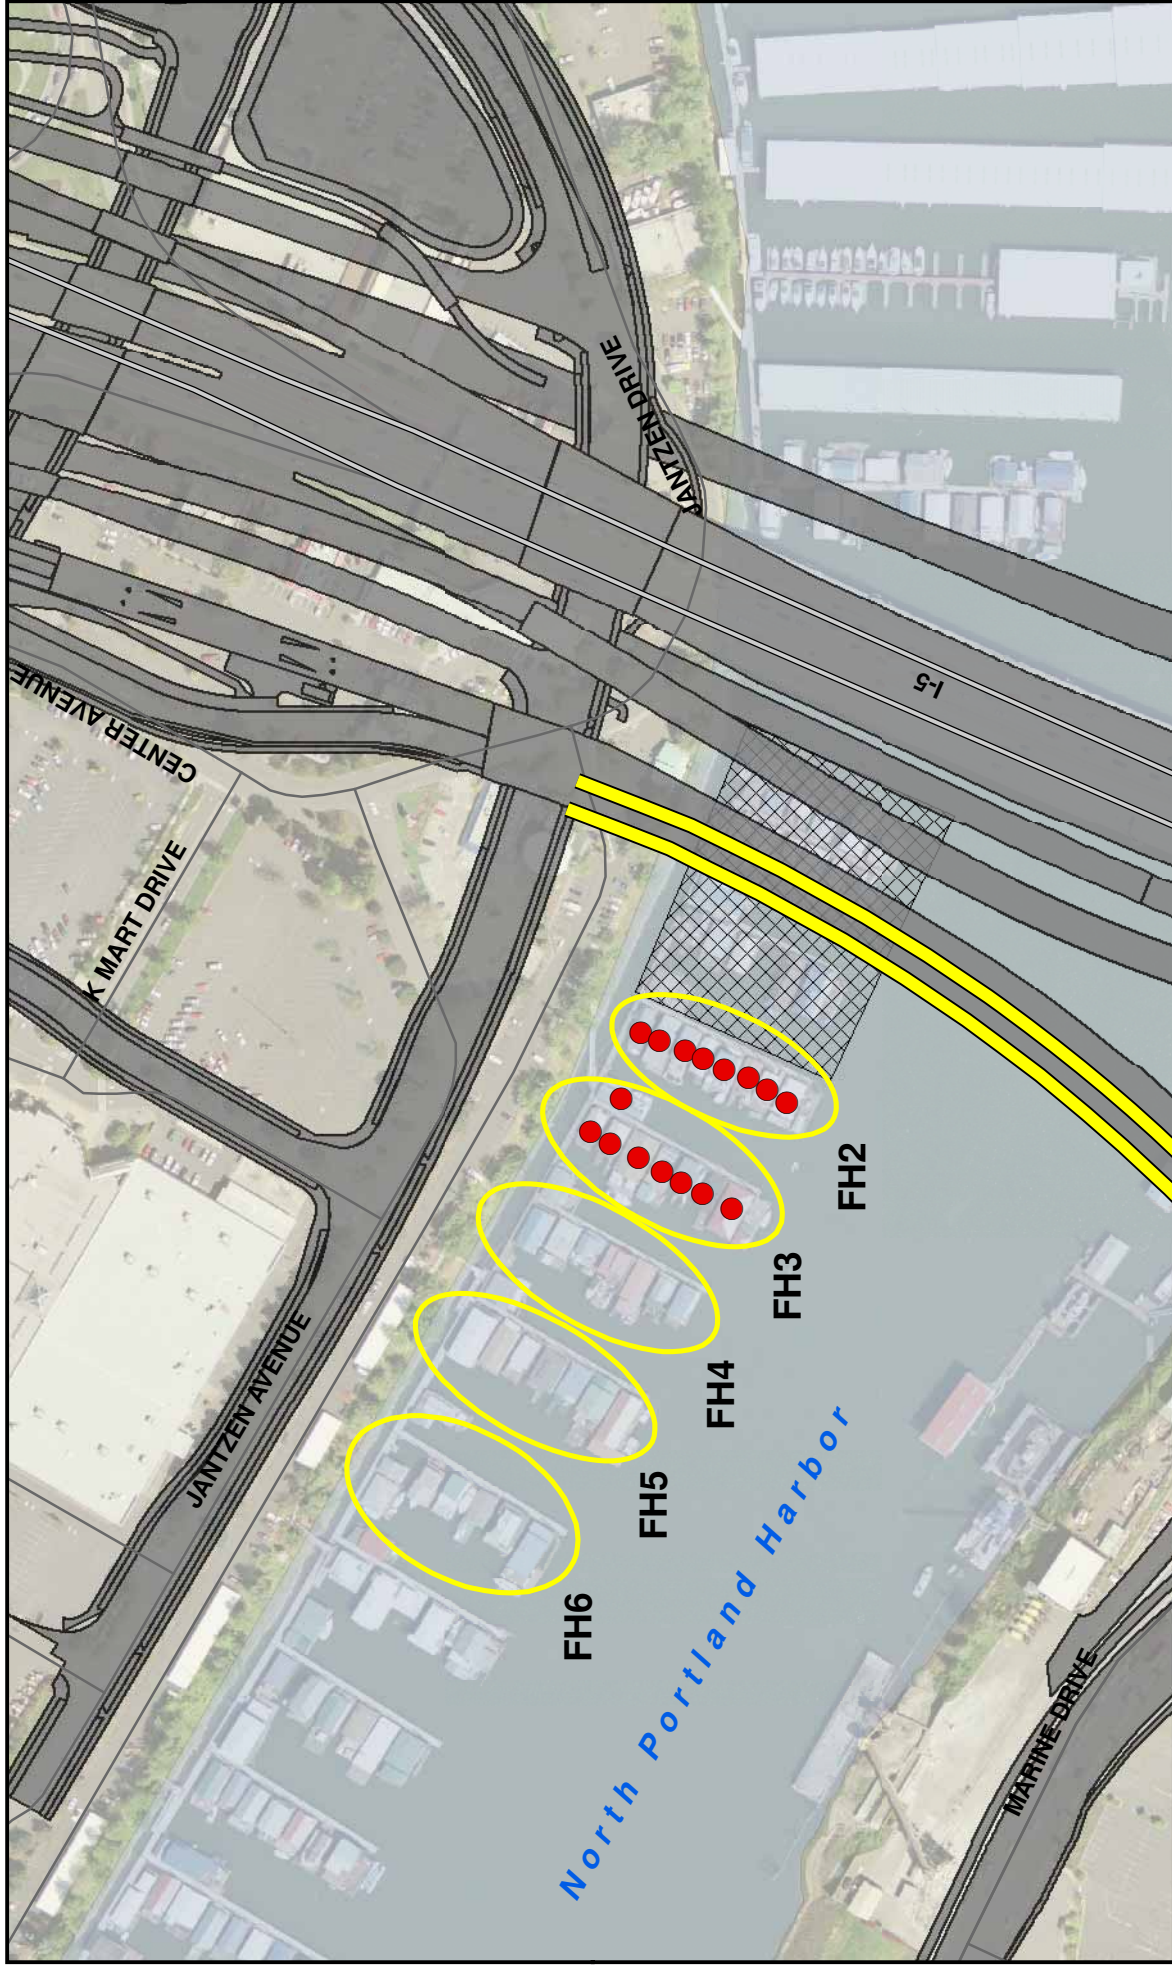 JANTZEN DRIVE
I-5
CENTER AVENUE
K MART DRIVE
JANTZEN AVENUE
FH2
FH3
FH4
FH5
FH6
North Portland Harbor
MARINE DRIVE